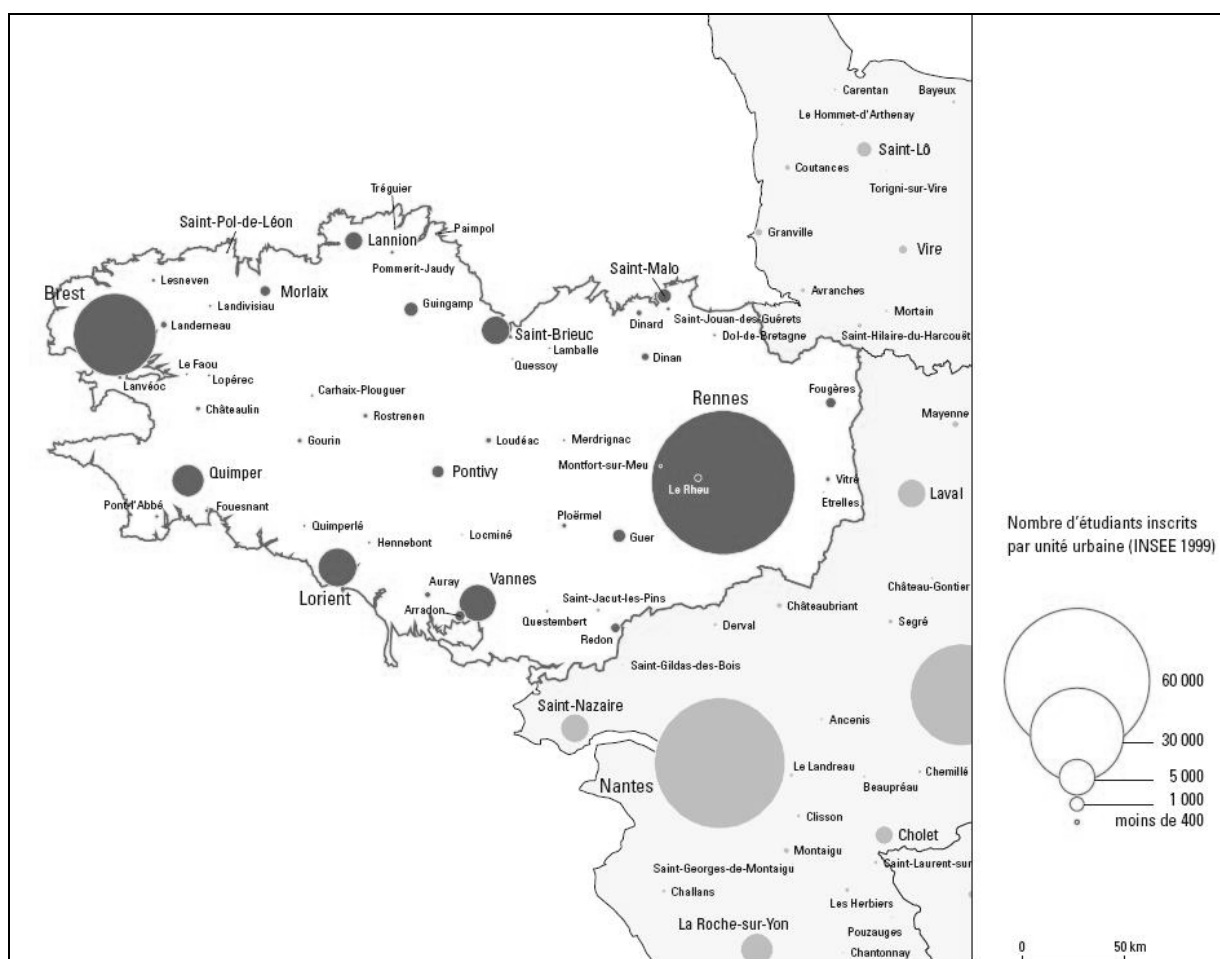 Carentan
Bayeux
Le Hommet-d'Arthenay
Saint-Lô
Coutances
Torigni-sur-Vire
Tréguier
Saint-Pol-de-Léon
Paimpol
Granville
Lannion
Vire
Pommerit-Jaudy
Saint-Malo
Lesneven
Brest
Morlaix
Avranches
Landivisiau
Guingamp
Mortain
Landerneau
Dinard
Saint-Jouan-des-Guérets
Saint-Brieuc
Dol-de-Bretagne
Saint-Hilaire-du-Harcouët
Lamballe
Quessoy
Dinan
Le Faou
Lanvéoc
Lopérec
Carhaix-Plouguer
Rennes
Fougères
Châteaulin
Rostrenen
Mayenne
Gourin
Loudéac
Merdrignac
Montfort-sur-Meu
Quimper
Pontivy
Le Rheu
Vitré
Etrelles
Laval
Pont-l'Abbé
Fouesnant
Ploërmel
Quimperlé
Locminé
Guer
Hennebont
Nombre d'étudiants inscrits
par unité urbaine (INSEE 1999)
Auray
Vannes
Château-Gontier
Lorient
Arradon
Saint-Jacut-les-Pins
Châteaubriant
Questembert
Redon
Derval
Segré
Saint-Gildas-des-Bois
60 000
Saint-Nazaire
Ancenis
30 000
Nantes
Le Landreau
Beaupréau
Chemillé
5 000
1 000
moins de 400
Clisson
Cholet
Montaigu
Saint-Georges-de-Montaigu
Saint-Laurent-sur
Challans
Les Herbiers
La Roche-sur-Yon
Pouzauges
Chantonnay
0
50 km